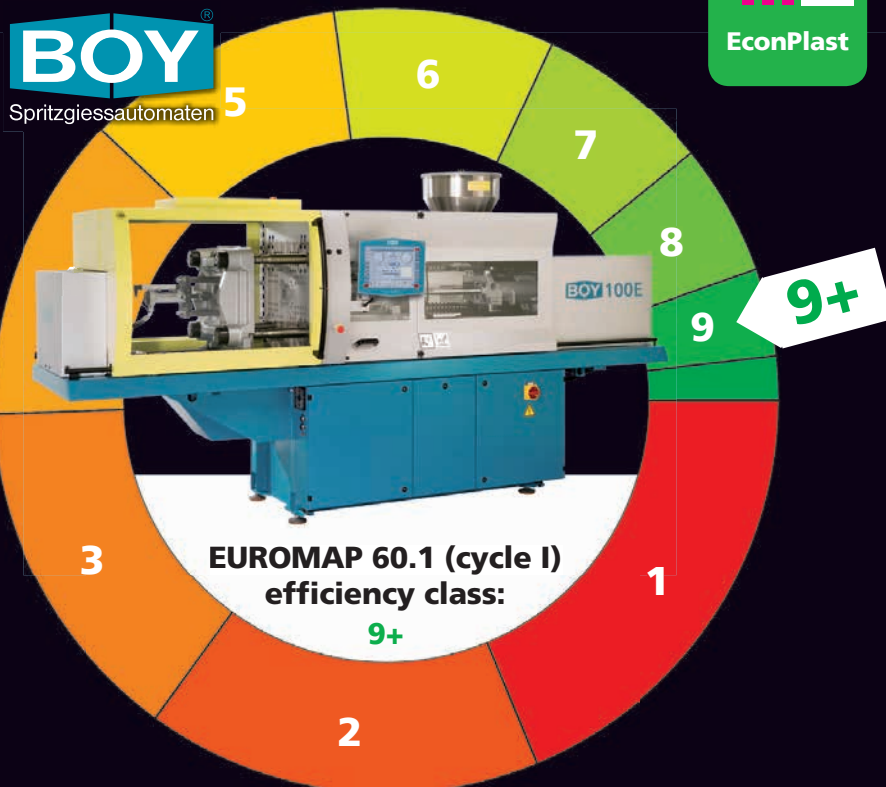 BOY®
Spritzgiessautomaten
EconPlast
5
6
7
8
9
9+
BOY 100E
3
EUROMAP 60.1 (cycle I)
efficiency class:
9+
1
2